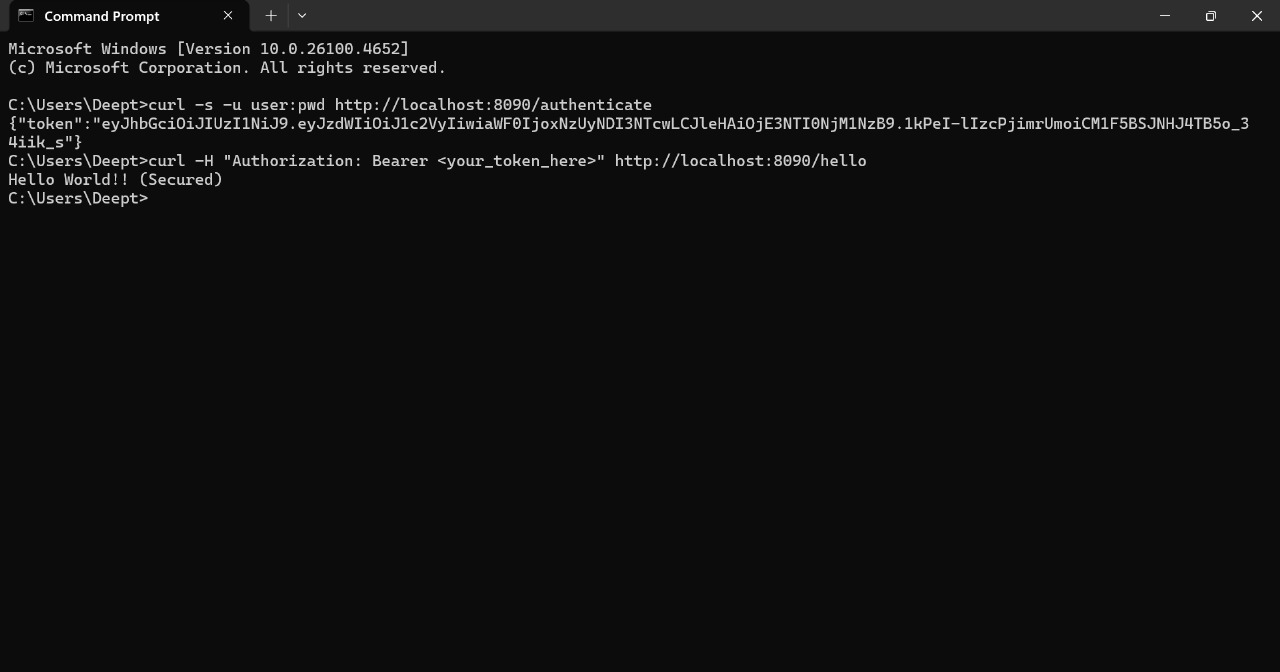 Command Prompt
Microsoft Windows [Version 10.0.26100.4652]
(c) Microsoft Corporation. All rights reserved.
C:\Users\Deept>curl -s -u user:pwd http://localhost:8090/authenticate
{"token":"eyJhbGciOiJIUzI1NiJ9.eyJzdWIiOiJ1c2VyIiwiaWF0IjoxNzUyNDI3NTcwLCJleHAiOjE3NTI0NjM1NzB9.1kPeI-lIzcPjimrUmoiCM1F5BSJNHJ4TB5o_3
4iik_s"}
C:\Users\Deept>curl -H "Authorization: Bearer <your_token_here>" http://localhost:8090/hello
Hello World!! (Secured)
C:\Users\Deept>